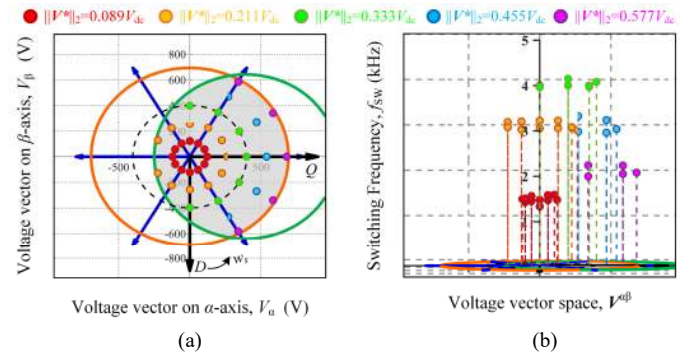 ||V*||₂=0.089Vdc ||V*||₂=0.211Vdc ||V*||₂=0.333Vdc ||V*||₂=0.455Vdc ||V*||₂=0.577Vdc
Voltage vector on β-axis, Vβ (V)
800
600
400
-500
Q
-400
-600
-800
D
ws
Voltage vector on α-axis, Vα (V)
(a)
Switching Frequency, fsw (kHz)
5
4
3
2
1
Voltage vector space, Vαβ
(b)